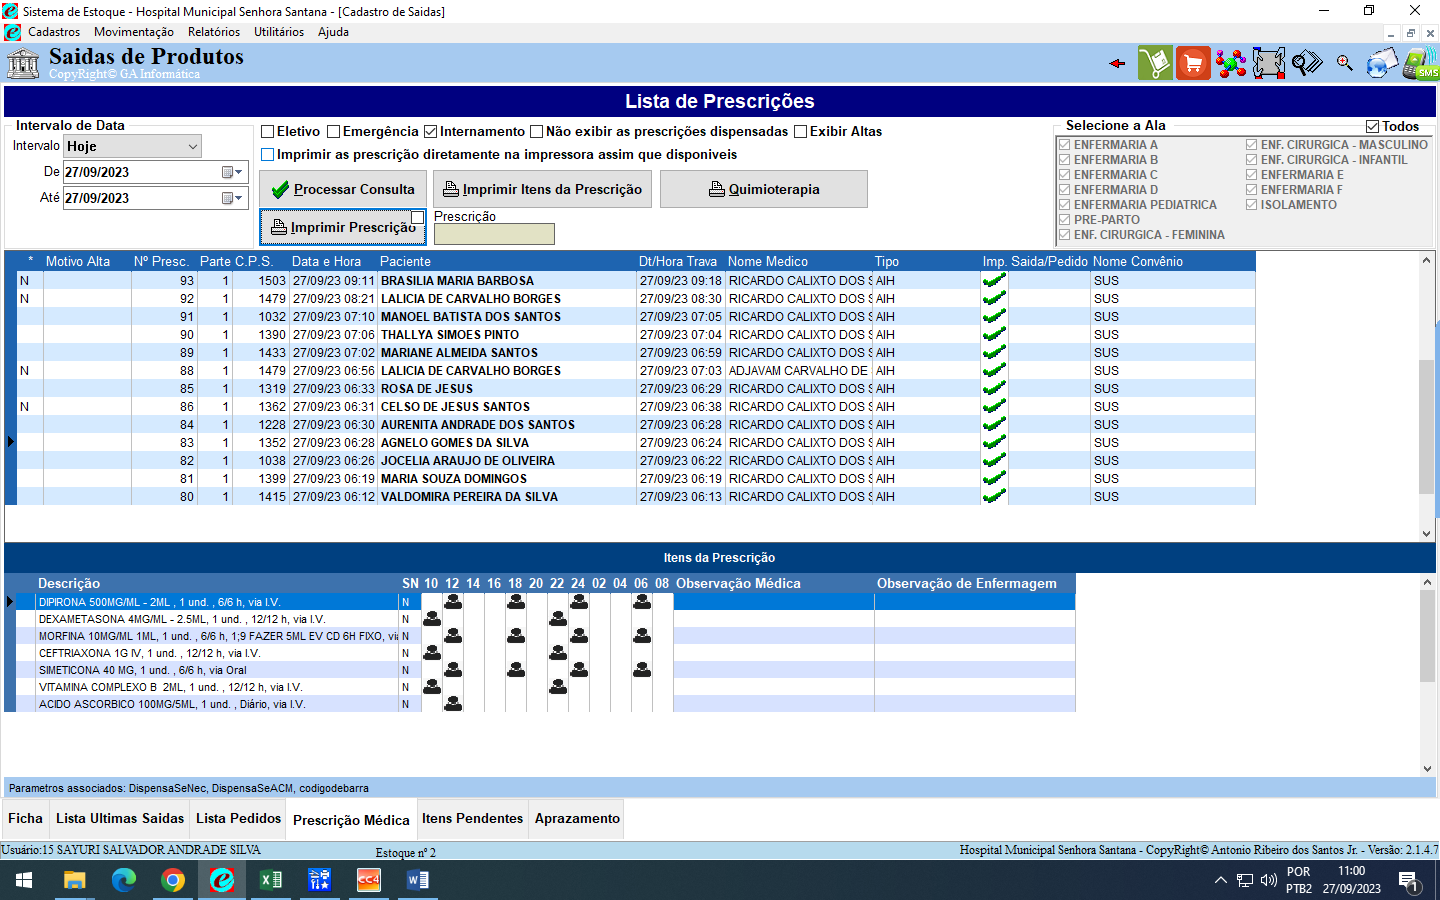 Sistema de Estoque - Hospital Municipal Senhora Santana - [Cadastro de Saidas]
Cadastros Movimentação Relatórios Utilitários Ajuda
Saidas de Produtos
CopyRight© GA Informática
SMS
Lista de Prescrições
Intervalo de Data
Intervalo Hoje
De 27/09/2023
Até 27/09/2023
Eletivo Emergência Internamento Não exibir as prescrições dispensadas Exibir Altas
Imprimir as prescrição diretamente na impressora assim que disponiveis
Processar Consulta Imprimir Itens da Prescrição Quimioterapia
Imprimir Prescrição Prescrição
Selecione a Ala Todos
ENFERMARIA A ENF. CIRURGICA - MASCULINO
ENFERMARIA B ENF. CIRURGICA - INFANTIL
ENFERMARIA C ENFERMARIA E
ENFERMARIA D ENFERMARIA F
ENFERMARIA PEDIATRICA ISOLAMENTO
PRE-PARTO
ENF. CIRURGICA - FEMININA
* Motivo Alta Nº Presc. Parte C.P.S. Data e Hora Paciente Dt/Hora Trava Nome Medico Tipo Imp. Saida/Pedido Nome Convênio
N 93 1 1503 27/09/23 09:11 BRASILIA MARIA BARBOSA 27/09/23 09:18 RICARDO CALIXTO DOS S AIH SUS
N 92 1 1479 27/09/23 08:21 LALICIA DE CARVALHO BORGES 27/09/23 08:30 RICARDO CALIXTO DOS S AIH SUS
91 1 1032 27/09/23 07:10 MANOEL BATISTA DOS SANTOS 27/09/23 07:05 RICARDO CALIXTO DOS S AIH SUS
90 1 1390 27/09/23 07:06 THALLYA SIMOES PINTO 27/09/23 07:04 RICARDO CALIXTO DOS S AIH SUS
89 1 1433 27/09/23 07:02 MARIANE ALMEIDA SANTOS 27/09/23 06:59 RICARDO CALIXTO DOS S AIH SUS
N 88 1 1479 27/09/23 06:56 LALICIA DE CARVALHO BORGES 27/09/23 07:03 ADJAVAM CARVALHO DE AIH SUS
85 1 1319 27/09/23 06:33 ROSA DE JESUS 27/09/23 06:29 RICARDO CALIXTO DOS S AIH SUS
N 86 1 1362 27/09/23 06:31 CELSO DE JESUS SANTOS 27/09/23 06:38 RICARDO CALIXTO DOS S AIH SUS
84 1 1228 27/09/23 06:30 AURENITA ANDRADE DOS SANTOS 27/09/23 06:28 RICARDO CALIXTO DOS S AIH SUS
83 1 1352 27/09/23 06:28 AGNELO GOMES DA SILVA 27/09/23 06:24 RICARDO CALIXTO DOS S AIH SUS
82 1 1038 27/09/23 06:26 JOCELIA ARAUJO DE OLIVEIRA 27/09/23 06:22 RICARDO CALIXTO DOS S AIH SUS
81 1 1399 27/09/23 06:19 MARIA SOUZA DOMINGOS 27/09/23 06:19 RICARDO CALIXTO DOS S AIH SUS
80 1 1415 27/09/23 06:12 VALDOMIRA PEREIRA DA SILVA 27/09/23 06:13 RICARDO CALIXTO DOS S AIH SUS
Itens da Prescrição
Descrição SN 10 12 14 16 18 20 22 24 02 04 06 08 Observação Médica Observação de Enfermagem
DIPIRONA 500MG/ML - 2ML , 1 und. , 6/6 h, via I.V. N
DEXAMETASONA 4MG/ML - 2.5ML, 1 und. , 12/12 h, via I.V. N
MORFINA 10MG/ML 1ML, 1 und. , 6/6 h, 1;9 FAZER 5ML EV CD 6H FIXO, via N
CEFTRIAXONA 1G IV, 1 und. , 12/12 h, via I.V. N
SIMETICONA 40 MG, 1 und. , 6/6 h, via Oral N
VITAMINA COMPLEXO B 2ML, 1 und. , 12/12 h, via I.V. N
ACIDO ASCORBICO 100MG/5ML, 1 und. , Diário, via I.V. N
Parametros associados: DispensaSeNec, DispensaSeACM, codigodebarra
Ficha Lista Ultimas Saidas Lista Pedidos Prescrição Médica Itens Pendentes Aprazamento
Usuário:15 SAYURI SALVADOR ANDRADE SILVA Estoque nº 2 Hospital Municipal Senhora Santana - CopyRight© Antonio Ribeiro dos Santos Jr. - Versão: 2.1.4.7
CC4
POR 11:00
PTB2 27/09/2023
1